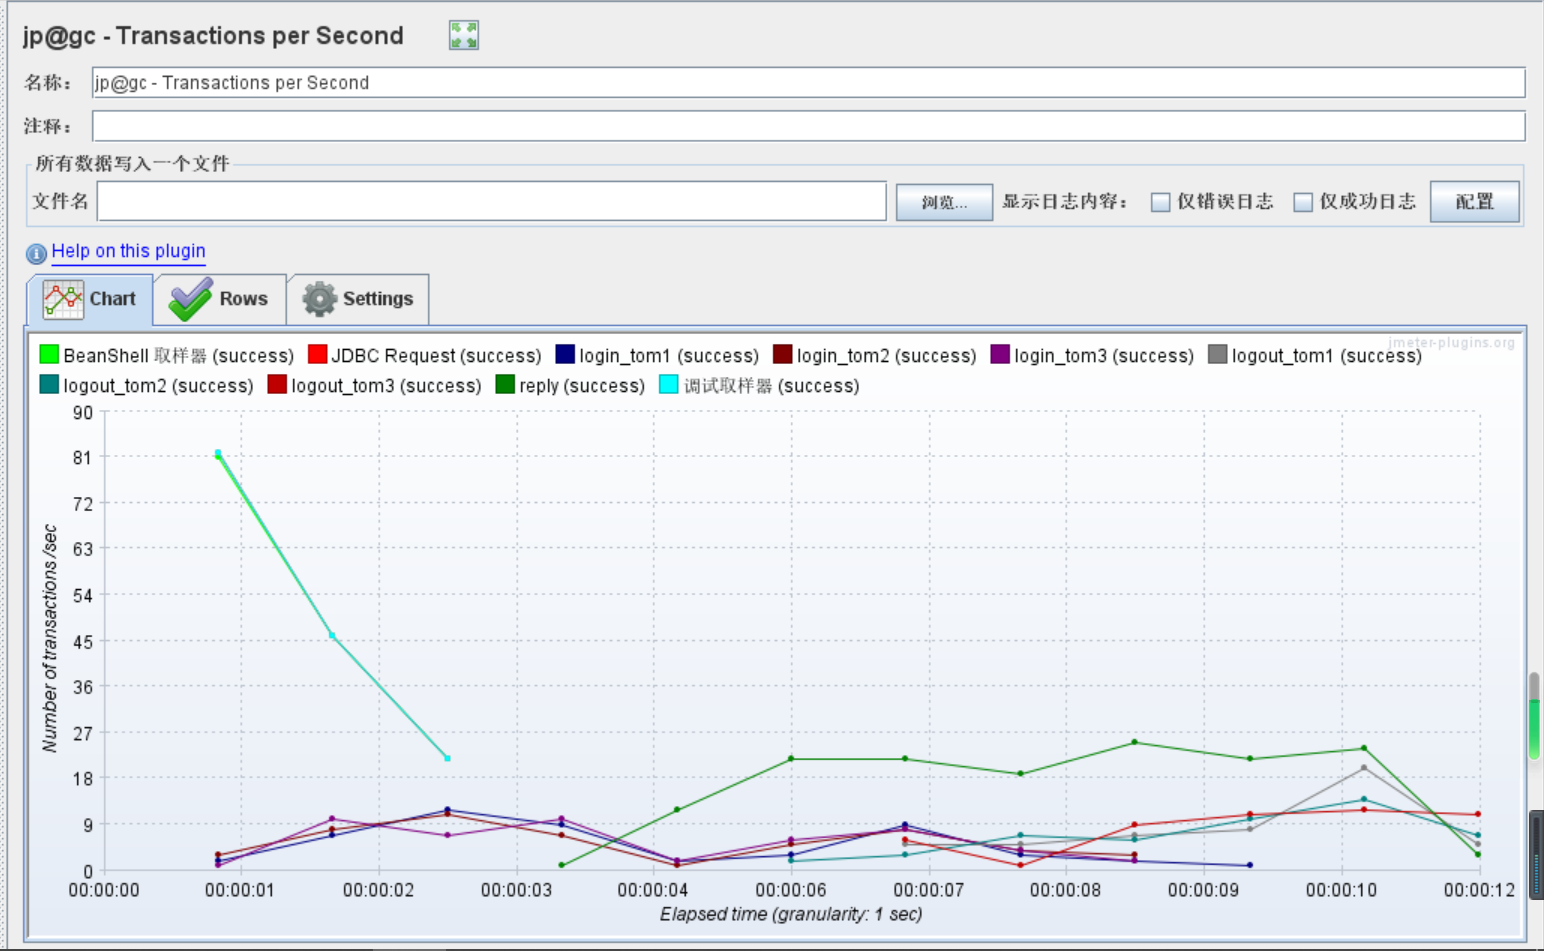 jp@gc - Transactions per Second
名称： jp@gc - Transactions per Second
注释：
所有数据写入一个文件
文件名 浏览... 显示日志内容： 仅错误日志 仅成功日志 配置
Help on this plugin
Chart Rows Settings
jmeter-plugins.org
BeanShell 取样器 (success) JDBC Request (success) login_tom1 (success) login_tom2 (success) login_tom3 (success) logout_tom1 (success)
logout_tom2 (success) logout_tom3 (success) reply (success) 调试取样器 (success)
90
81
72
63
54
45
36
27
18
9
0
Number of transactions /sec
00:00:00 00:00:01 00:00:02 00:00:03 00:00:04 00:00:06 00:00:07 00:00:08 00:00:09 00:00:10 00:00:12
Elapsed time (granularity: 1 sec)